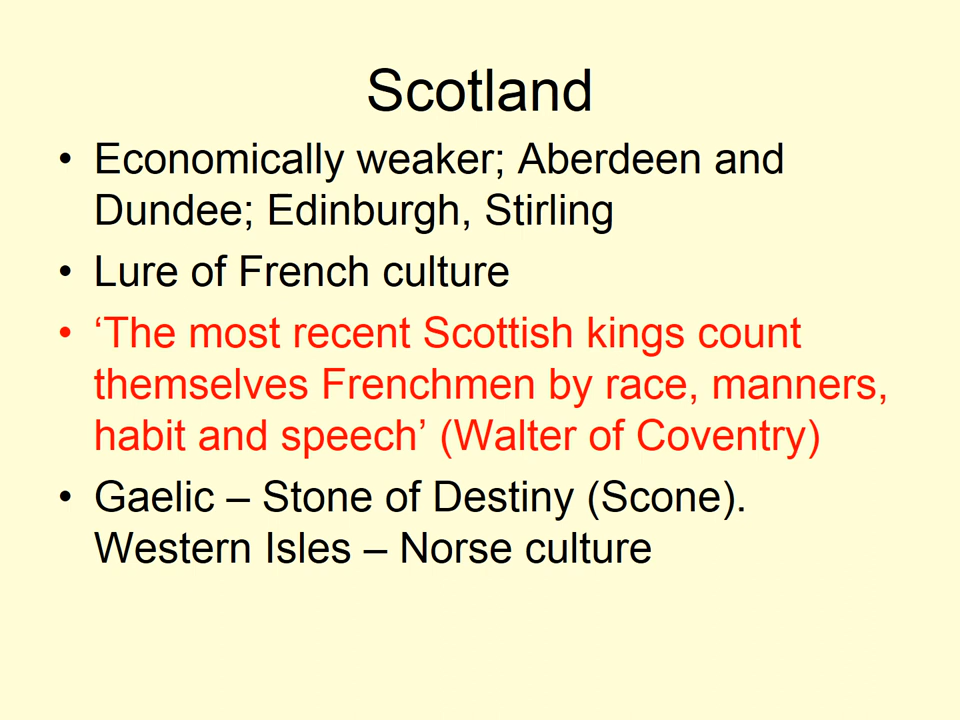 Scotland
• Economically weaker; Aberdeen and
Dundee; Edinburgh, Stirling
• Lure of French culture
• ‘The most recent Scottish kings count
themselves Frenchmen by race, manners,
habit and speech’ (Walter of Coventry)
• Gaelic – Stone of Destiny (Scone).
Western Isles – Norse culture